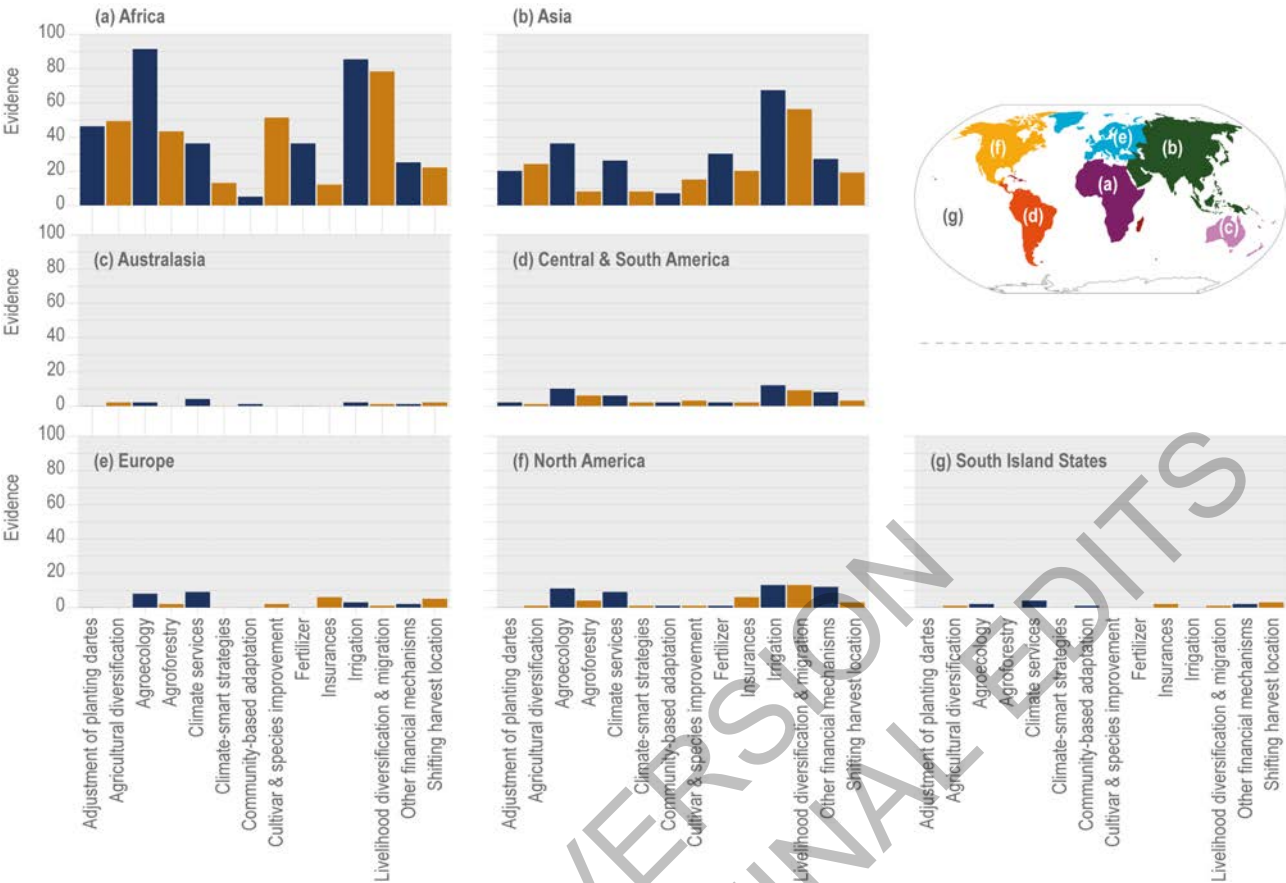 (a) Africa
(b) Asia
100
80
60
40
20
0
Evidence
(f)
(e)
(b)
(a)
(g)
(d)
(c)
(c) Australasia
(d) Central & South America
100
80
60
40
20
0
Evidence
(e) Europe
(f) North America
(g) South Island States
100
80
60
40
20
0
Evidence
Adjustment of planting dartes
Agricultural diversification
Agroecology
Agroforestry
Climate services
Climate-smart strategies
Community-based adaptation
Cultivar & species improvement
Fertilizer
Insurances
Irrigation
Livelihood diversification & migration
Other financial mechanisms
Shifting harvest location
Adjustment of planting dartes
Agricultural diversification
Agroecology
Agroforestry
Climate services
Climate-smart strategies
Community-based adaptation
Cultivar & species improvement
Fertilizer
Insurances
Irrigation
Livelihood diversification & migration
Other financial mechanisms
Shifting harvest location
Adjustment of planting dartes
Agricultural diversification
Agroecology
Agroforestry
Climate services
Climate-smart strategies
Community-based adaptation
Cultivar & species improvement
Fertilizer
Insurances
Irrigation
Livelihood diversification & migration
Other financial mechanisms
Shifting harvest location
VERSION
FINAL EDITS